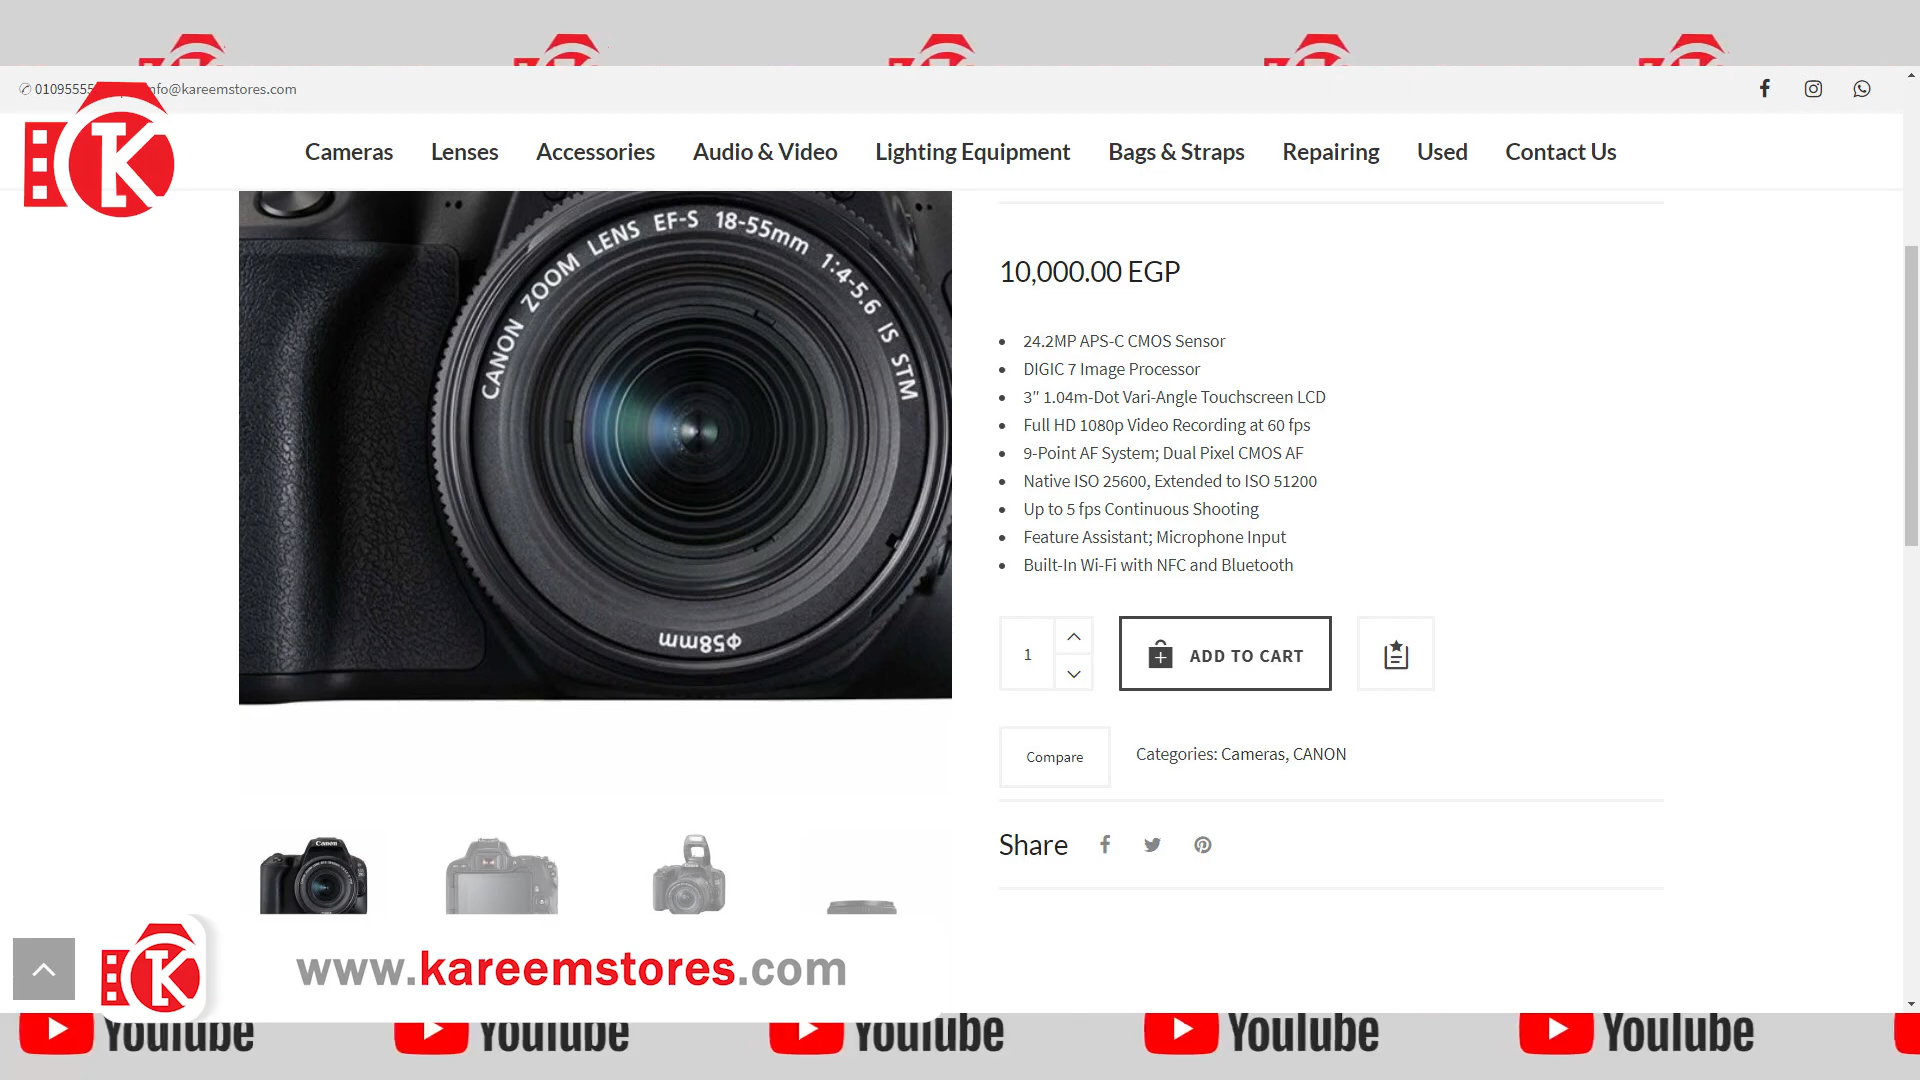 ✆ 01095555
nfo@kareemstores.com
K
Cameras
Lenses
Accessories
Audio & Video
Lighting Equipment
Bags & Straps
Repairing
Used
Contact Us
CANON ZOOM LENS EF-S 18-55mm 1:4-5.6 IS STM
Φ58mm
10,000.00 EGP
24.2MP APS-C CMOS Sensor
DIGIC 7 Image Processor
3" 1.04m-Dot Vari-Angle Touchscreen LCD
Full HD 1080p Video Recording at 60 fps
9-Point AF System; Dual Pixel CMOS AF
Native ISO 25600, Extended to ISO 51200
Up to 5 fps Continuous Shooting
Feature Assistant; Microphone Input
Built-In Wi-Fi with NFC and Bluetooth
1
ADD TO CART
Compare
Categories: Cameras, CANON
Share
Canon
K
www.kareemstores.com
YouTube
YouTube
YouTube
YouTube
YouTube